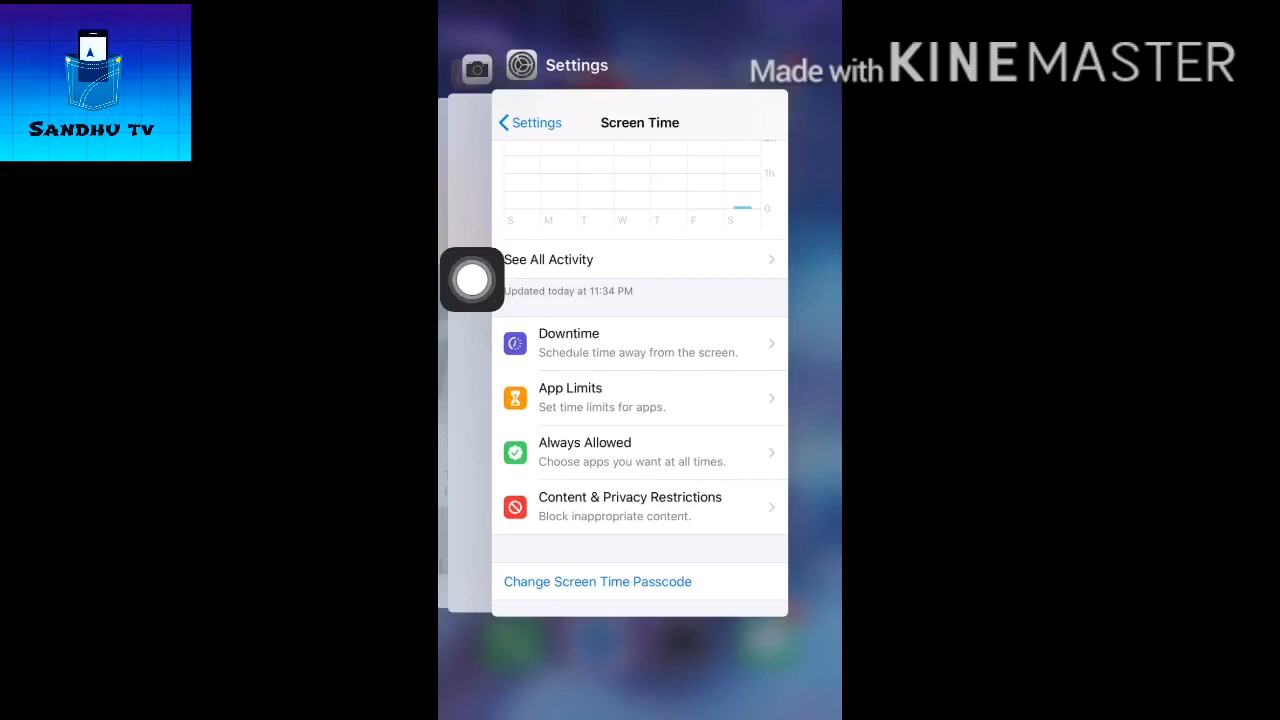 SANDHU TV
Made with KINEMASTER
Settings
Settings
Screen Time
1h
0
S M T W T F S
See All Activity
Updated today at 11:34 PM
Downtime
Schedule time away from the screen.
App Limits
Set time limits for apps.
Always Allowed
Choose apps you want at all times.
Content & Privacy Restrictions
Block inappropriate content.
Change Screen Time Passcode